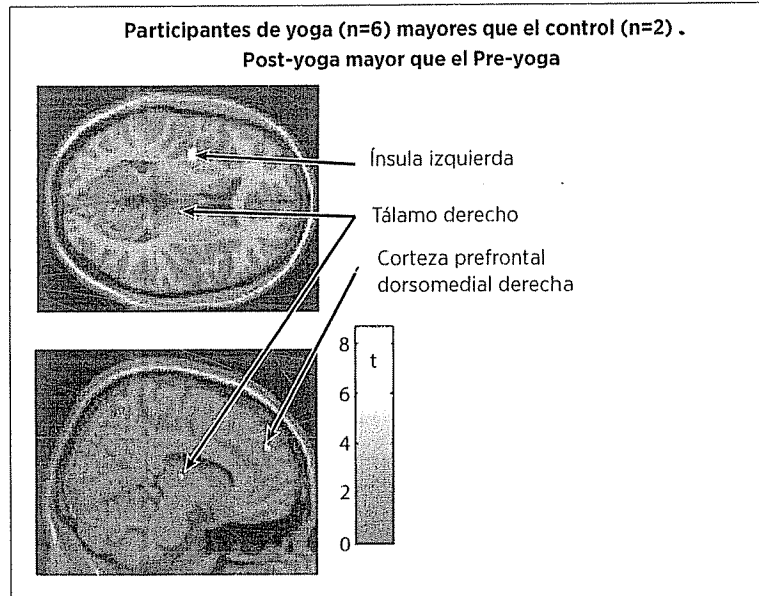 Participantes de yoga (n=6) mayores que el control (n=2) .
Post-yoga mayor que el Pre-yoga
Ínsula izquierda
Tálamo derecho
Corteza prefrontal
dorsomedial derecha
8
t
6
4
2
0